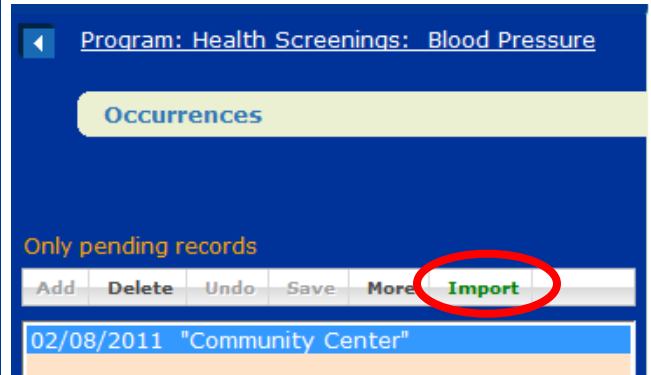 Program: Health Screenings: Blood Pressure
Occurrences
Only pending records
Add Delete Undo Save More Import
02/08/2011 "Community Center"